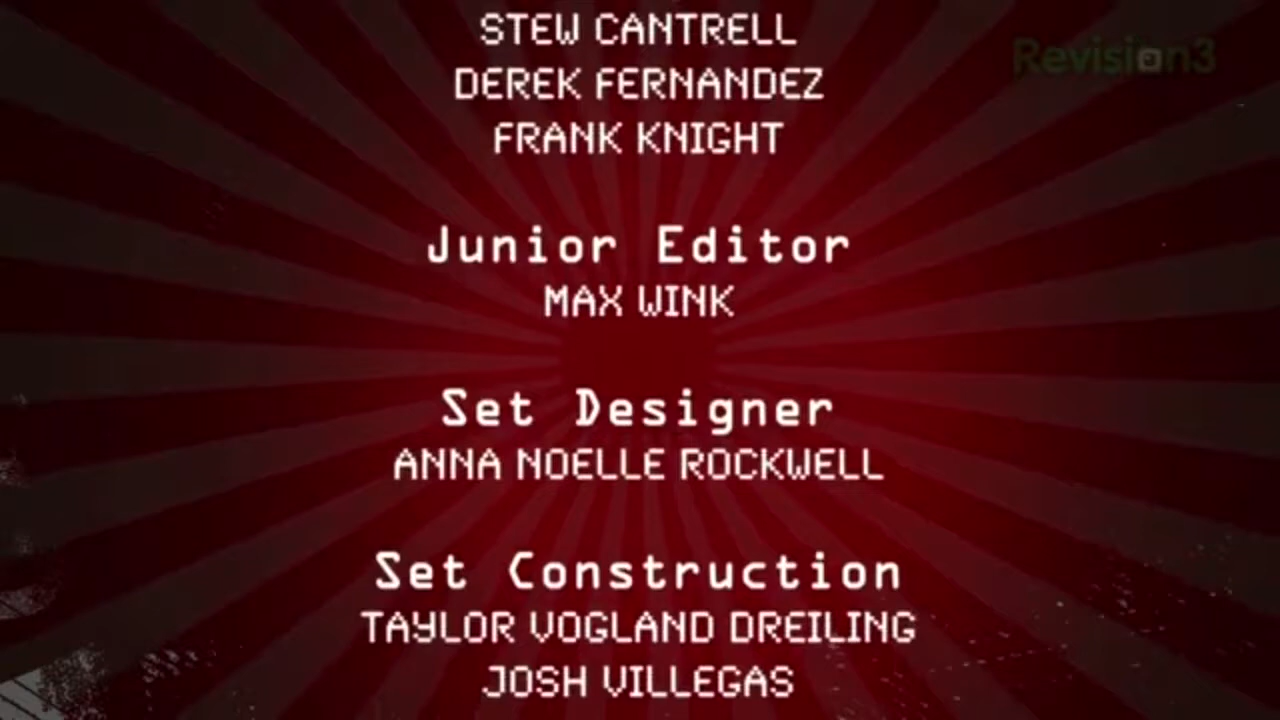 STEW CANTRELL
Revision3
DEREK FERNANDEZ
FRANK KNIGHT
Junior Editor
MAX WINK
Set Designer
ANNA NOELLE ROCKWELL
Set Construction
TAYLOR VOGLAND DREILING
JOSH VILLEGAS